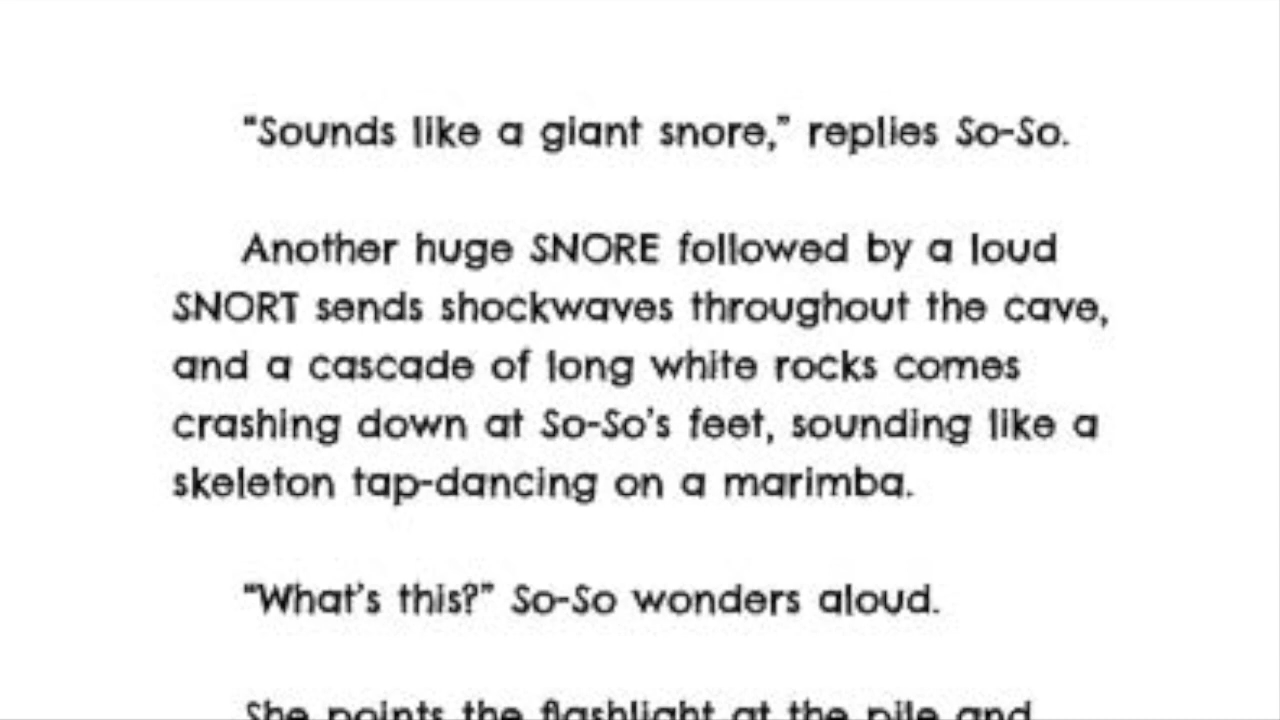 “Sounds like a giant snore,” replies So-So.
Another huge SNORE followed by a loud
SNORT sends shockwaves throughout the cave,
and a cascade of long white rocks comes
crashing down at So-So’s feet, sounding like a
skeleton tap-dancing on a marimba.
“What’s this?” So-So wonders aloud.
She points the flashlight at the pile and